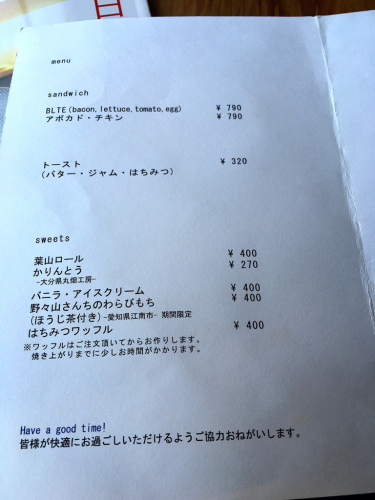 menu
sandwich
BLTE(bacon,lettuce,tomato,egg) ¥ 790
アボカド・チキン ¥ 790
トースト ¥ 320
(バター・ジャム・はちみつ)
sweets
葉山ロール ¥ 400
かりんとう ¥ 270
-大分県丸畑工房-
バニラ・アイスクリーム ¥ 400
野々山さんちのわらびもち ¥ 400
(ほうじ茶付き)-愛知県江南市- 期間限定
はちみつワッフル ¥ 400
※ワッフルはご注文頂いてからお作りします。
焼き上がりまでに少しお時間がかかります。
Have a good time!
皆様が快適にお過ごしいただけるようご協力おねがいします。